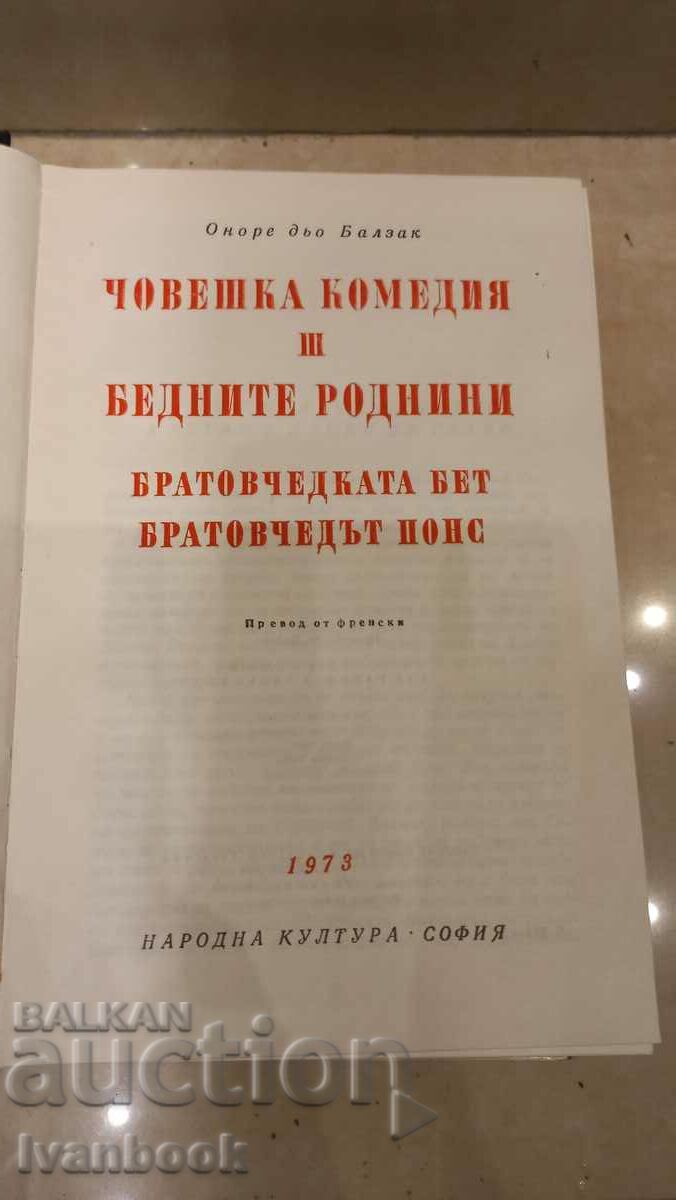 Оноре дьо Балзак
ЧОВЕШКА КОМЕДИЯ
III
БЕДНИТЕ РОДНИНИ
БРАТОВЧЕДКАТА БЕТ
БРАТОВЧЕДЪТ ПОНС
Превод от френски
1973
НАРОДНА КУЛТУРА · СОФИЯ
BALKAN
auction
Ivanbook